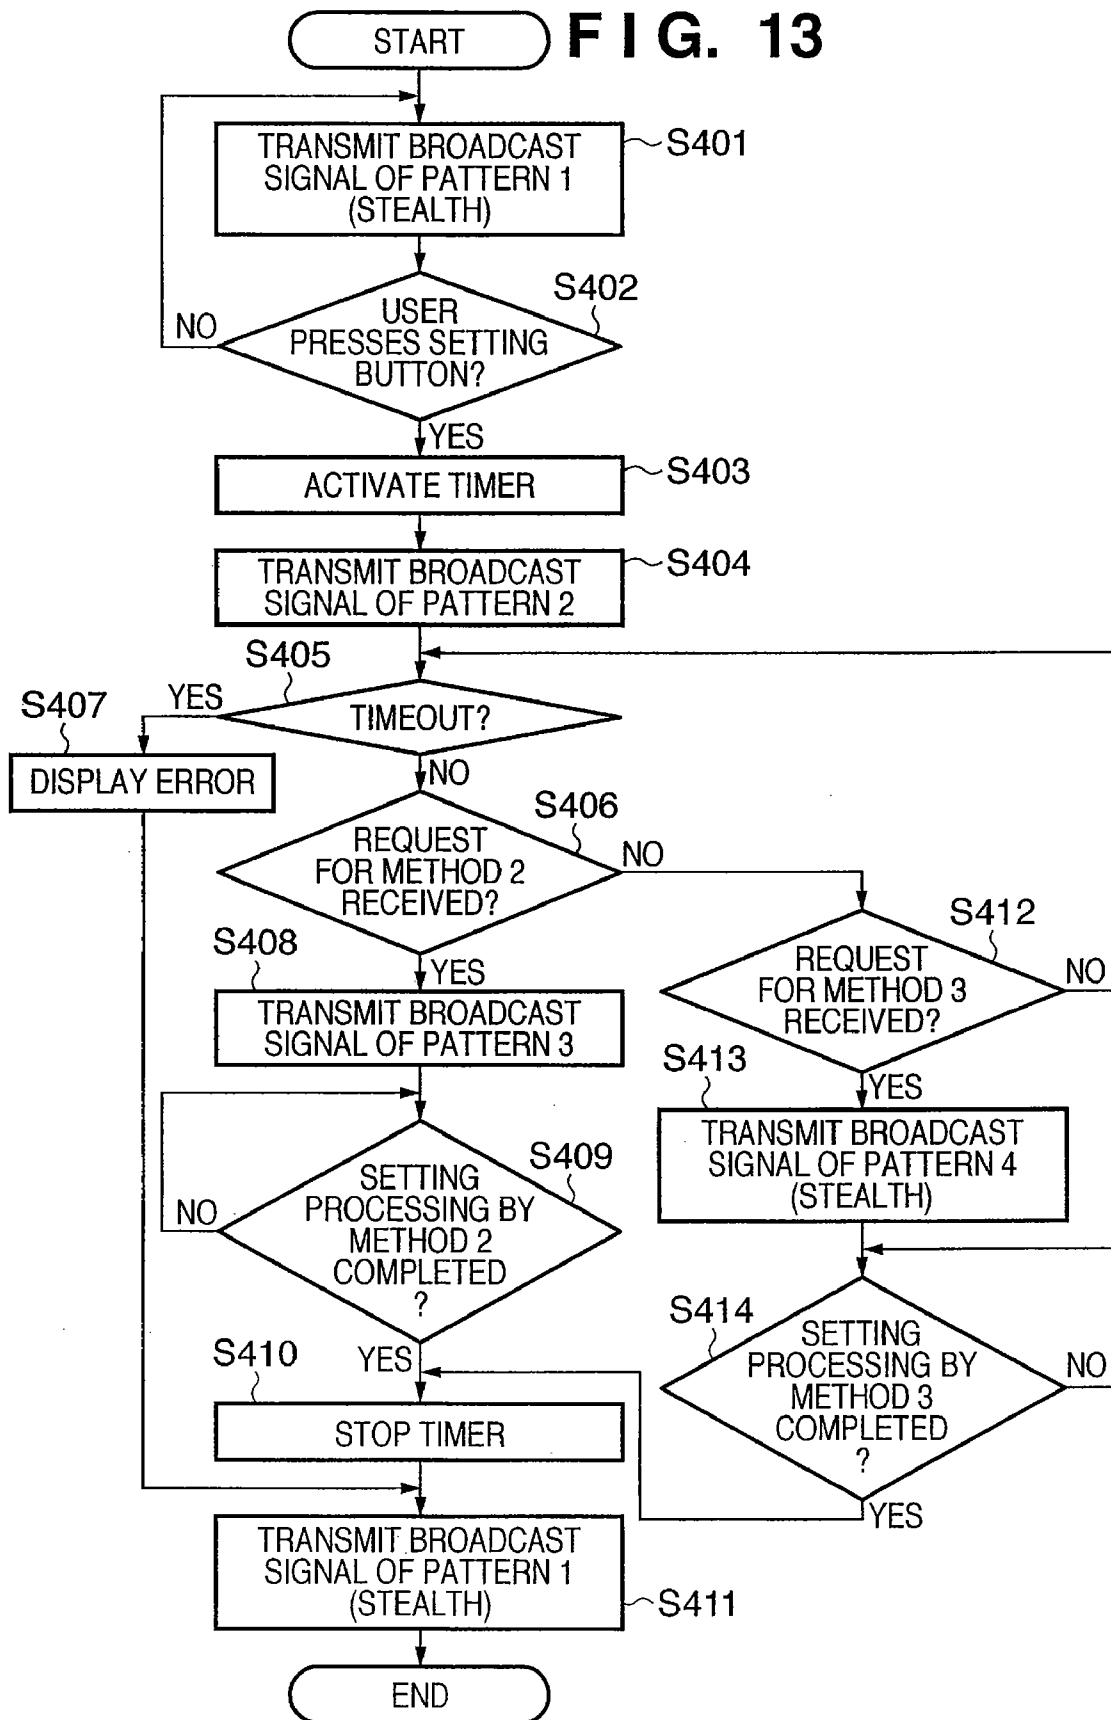 START
FIG. 13
TRANSMIT BROADCAST
SIGNAL OF PATTERN 1
(STEALTH)
S401
S402
USER
PRESSES SETTING
BUTTON?
NO
YES
ACTIVATE TIMER
S403
TRANSMIT BROADCAST
SIGNAL OF PATTERN 2
S404
S405
TIMEOUT?
YES
S407
DISPLAY ERROR
NO
S406
REQUEST
FOR METHOD 2
RECEIVED?
NO
S412
REQUEST
FOR METHOD 3
RECEIVED?
NO
S408
YES
TRANSMIT BROADCAST
SIGNAL OF PATTERN 3
S413
YES
TRANSMIT BROADCAST
SIGNAL OF PATTERN 4
(STEALTH)
S409
SETTING
PROCESSING BY
METHOD 2
COMPLETED
?
NO
S414
SETTING
PROCESSING BY
METHOD 3
COMPLETED
?
NO
YES
S410
YES
STOP TIMER
TRANSMIT BROADCAST
SIGNAL OF PATTERN 1
(STEALTH)
S411
END